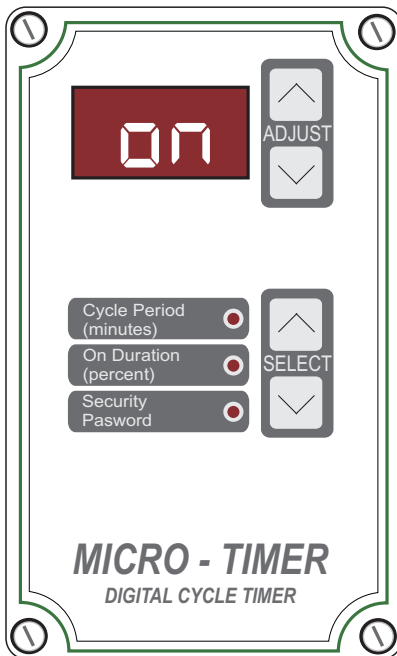 on
ADJUST
Cycle Period
(minutes)
On Duration
(percent)
SELECT
Security
Pasword
MICRO - TIMER
DIGITAL CYCLE TIMER